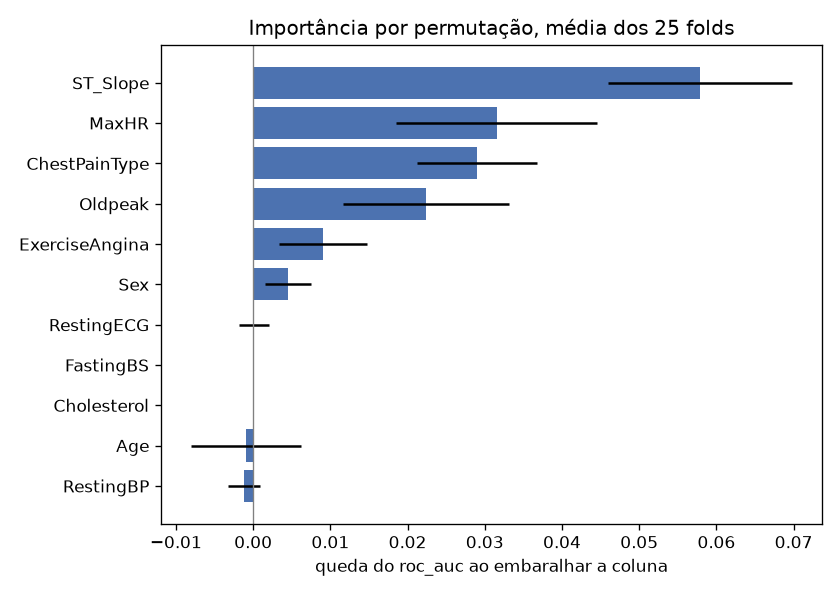 Importância por permutação, média dos 25 folds
ST_Slope
MaxHR
ChestPainType
Oldpeak
ExerciseAngina
Sex
RestingECG
FastingBS
Cholesterol
Age
RestingBP
−0.01 0.00 0.01 0.02 0.03 0.04 0.05 0.06 0.07
queda do roc_auc ao embaralhar a coluna